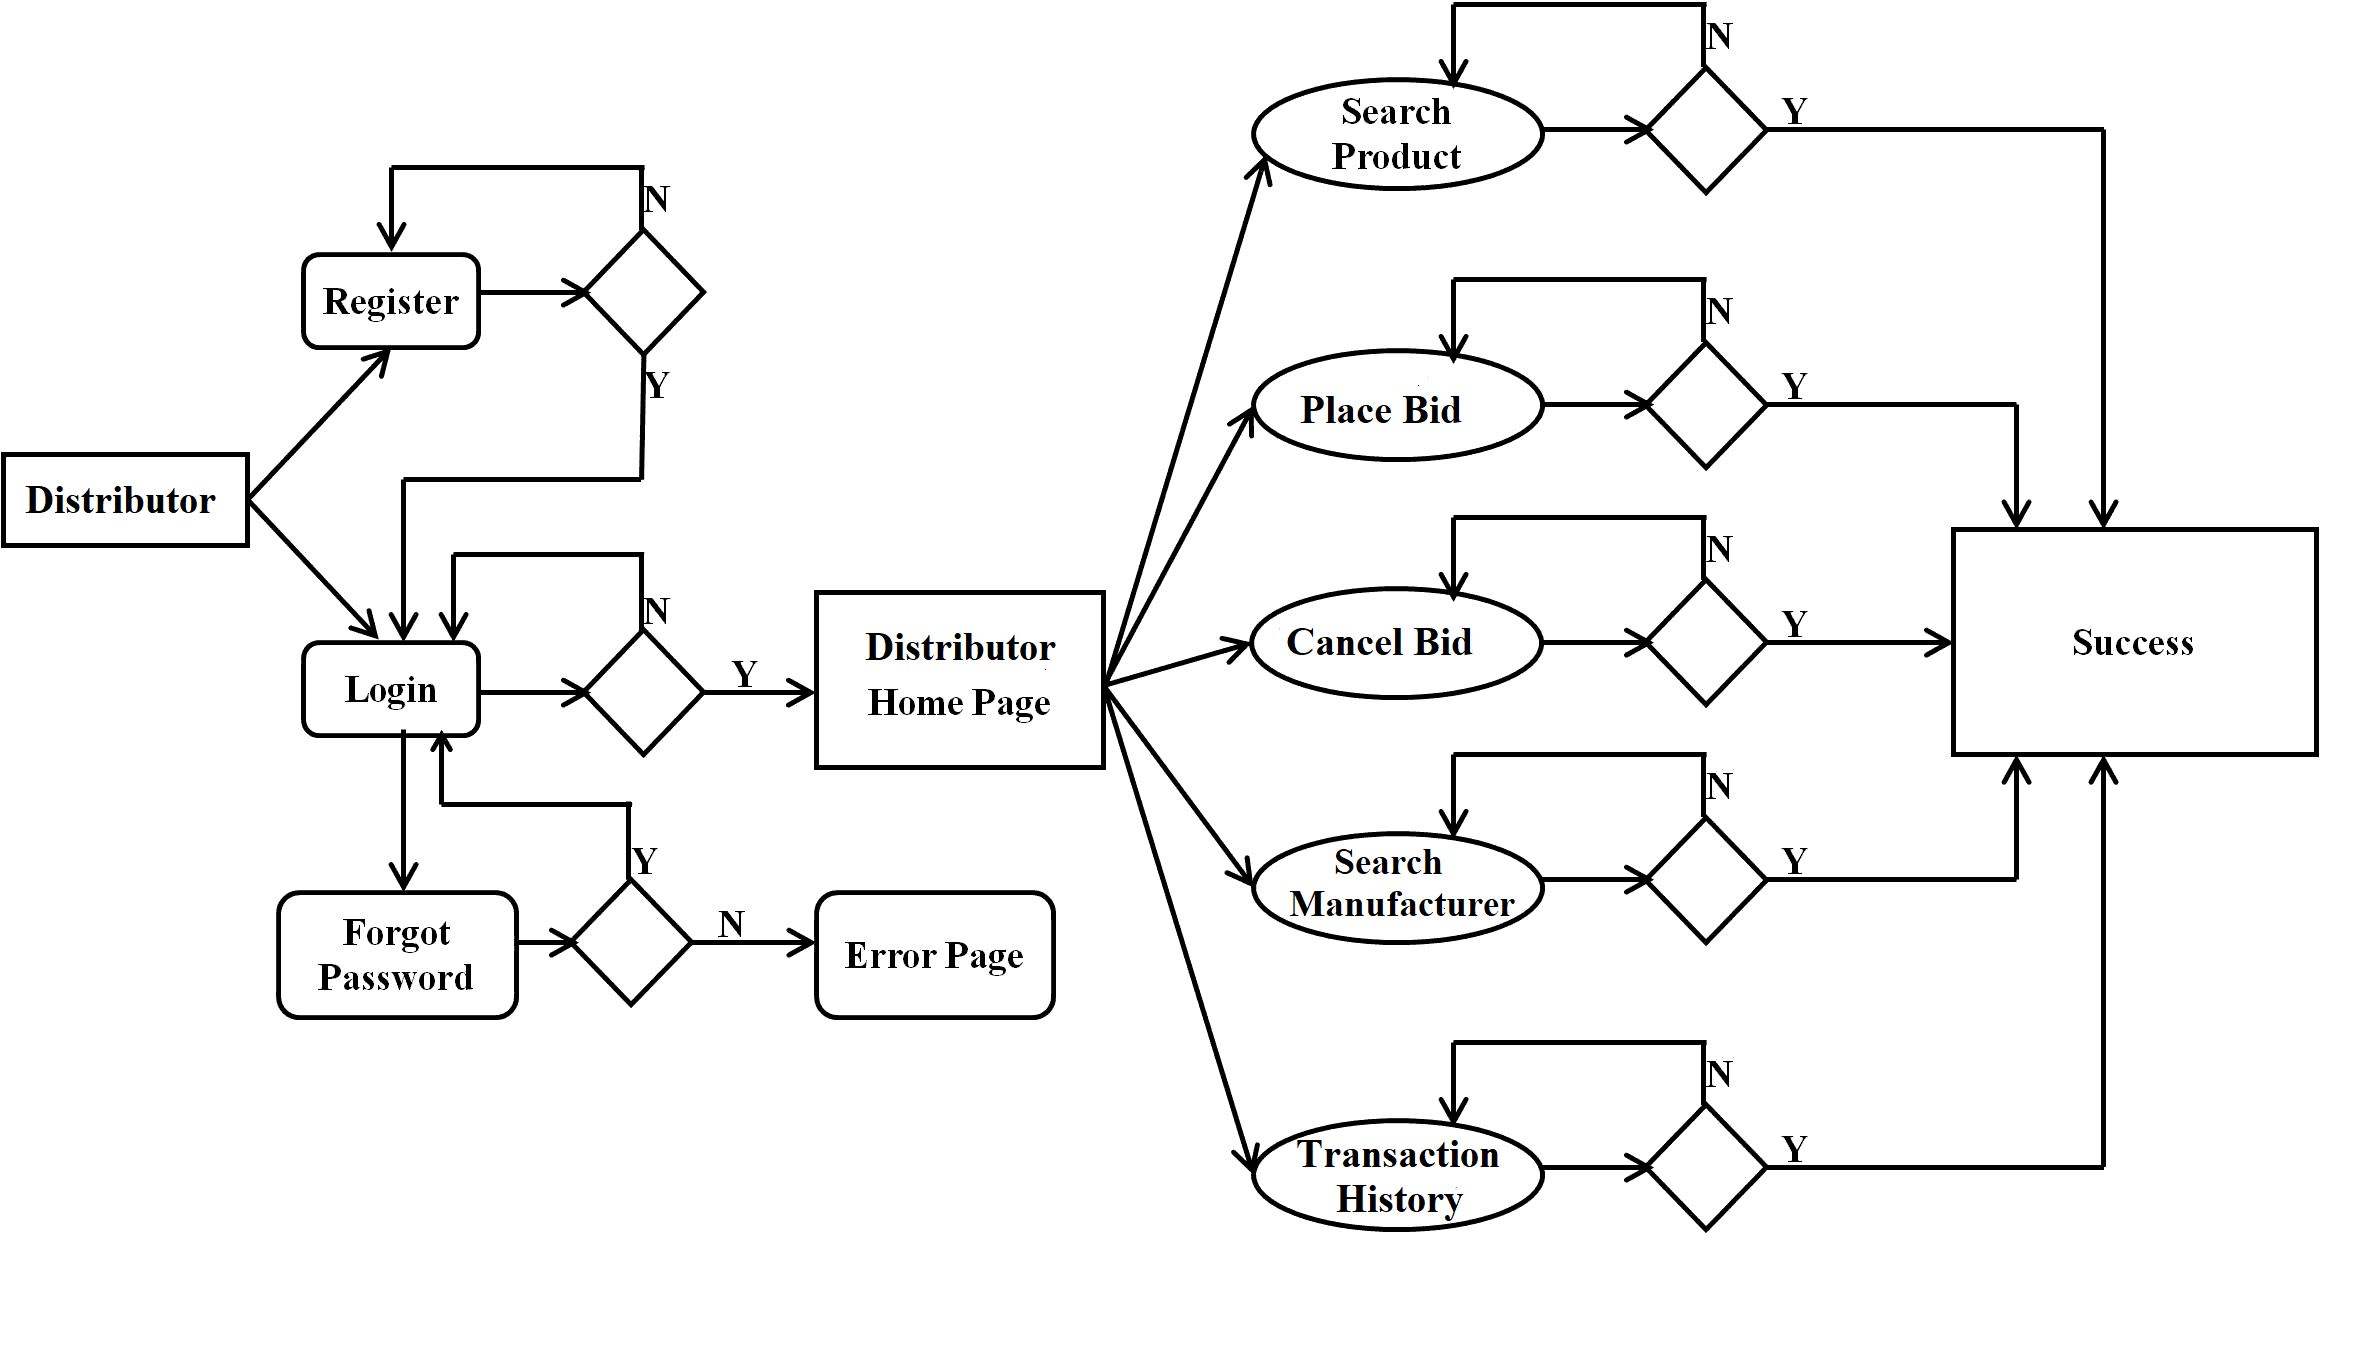 N
Search
Product
Y
N
Register
Y
N
Place Bid
Y
Distributor
N
Cancel Bid
Y
Success
N
Login
Y
Distributor
Home Page
N
Search
Manufacturer
Y
Y
Forgot
Password
N
Error Page
N
Transaction
History
Y